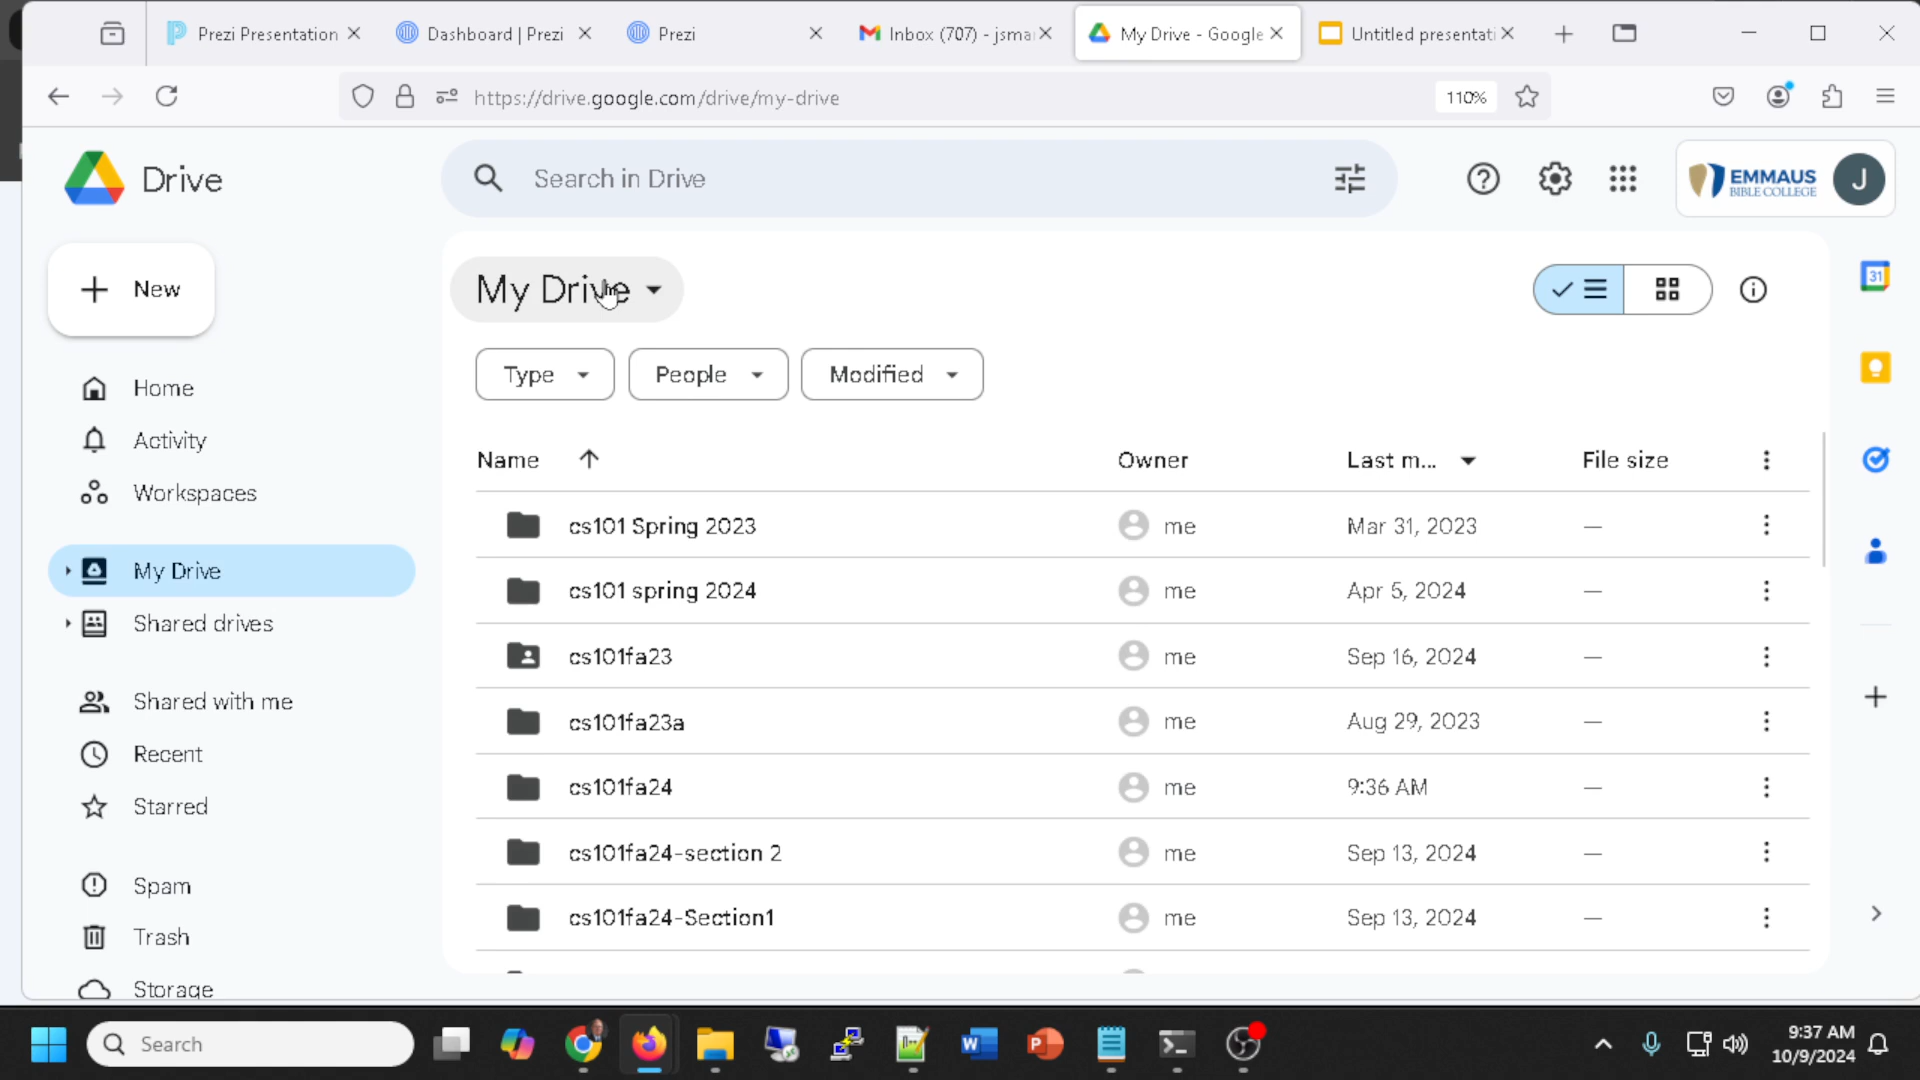 Prezi Presentation
Dashboard | Prezi
Prezi
Inbox (707) - jsma
My Drive - Google
Untitled presentati
https://drive.google.com/drive/my-drive
110%
Drive
Search in Drive
EMMAUS
BIBLE COLLEGE
J
New
My Drive
31
Type
People
Modified
Home
Activity
Workspaces
My Drive
Shared drives
Shared with me
Recent
Starred
Spam
Trash
Storage
Name
Owner
Last m...
File size
cs101 Spring 2023
me
Mar 31, 2023
—
cs101 spring 2024
me
Apr 5, 2024
—
cs101fa23
me
Sep 16, 2024
—
cs101fa23a
me
Aug 29, 2023
—
cs101fa24
me
9:36 AM
—
cs101fa24-section 2
me
Sep 13, 2024
—
cs101fa24-Section1
me
Sep 13, 2024
—
Search
9:37 AM
10/9/2024